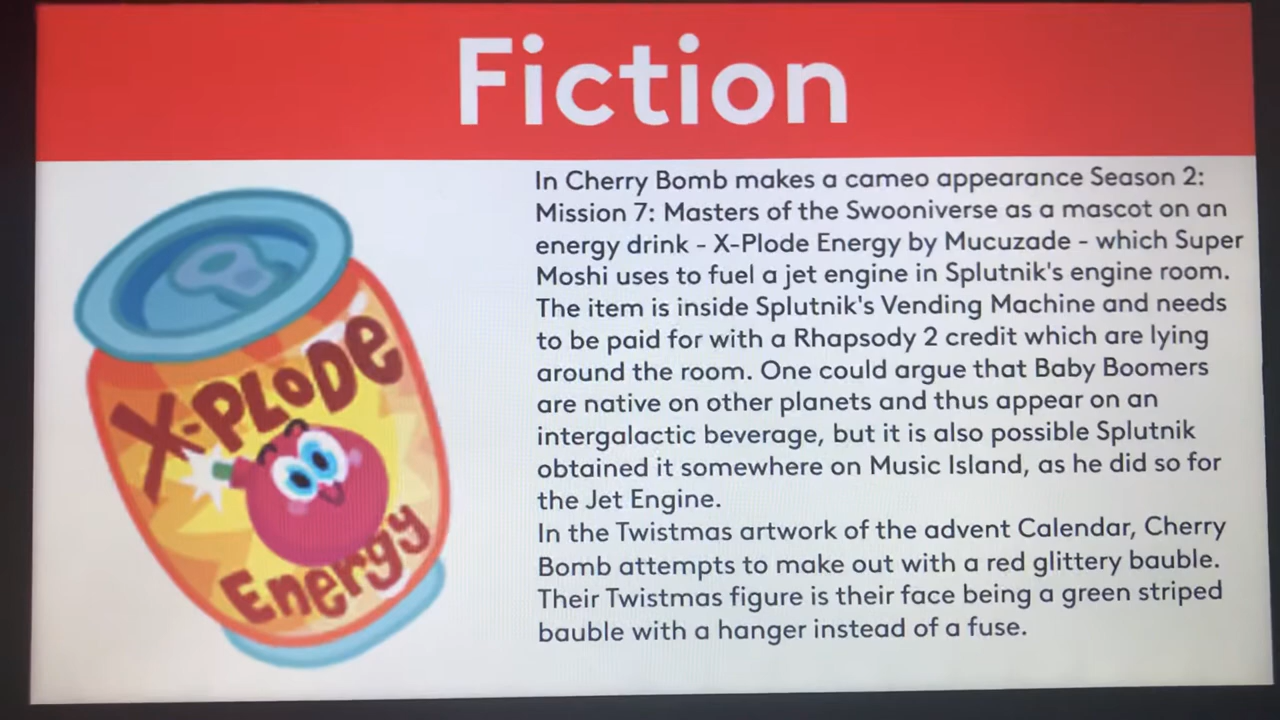 Fiction
X-PLODE
Energy
In Cherry Bomb makes a cameo appearance Season 2:
Mission 7: Masters of the Swooniverse as a mascot on an
energy drink - X-Plode Energy by Mucuzade - which Super
Moshi uses to fuel a jet engine in Splutnik's engine room.
The item is inside Splutnik's Vending Machine and needs
to be paid for with a Rhapsody 2 credit which are lying
around the room. One could argue that Baby Boomers
are native on other planets and thus appear on an
intergalactic beverage, but it is also possible Splutnik
obtained it somewhere on Music Island, as he did so for
the Jet Engine.
In the Twistmas artwork of the advent Calendar, Cherry
Bomb attempts to make out with a red glittery bauble.
Their Twistmas figure is their face being a green striped
bauble with a hanger instead of a fuse.